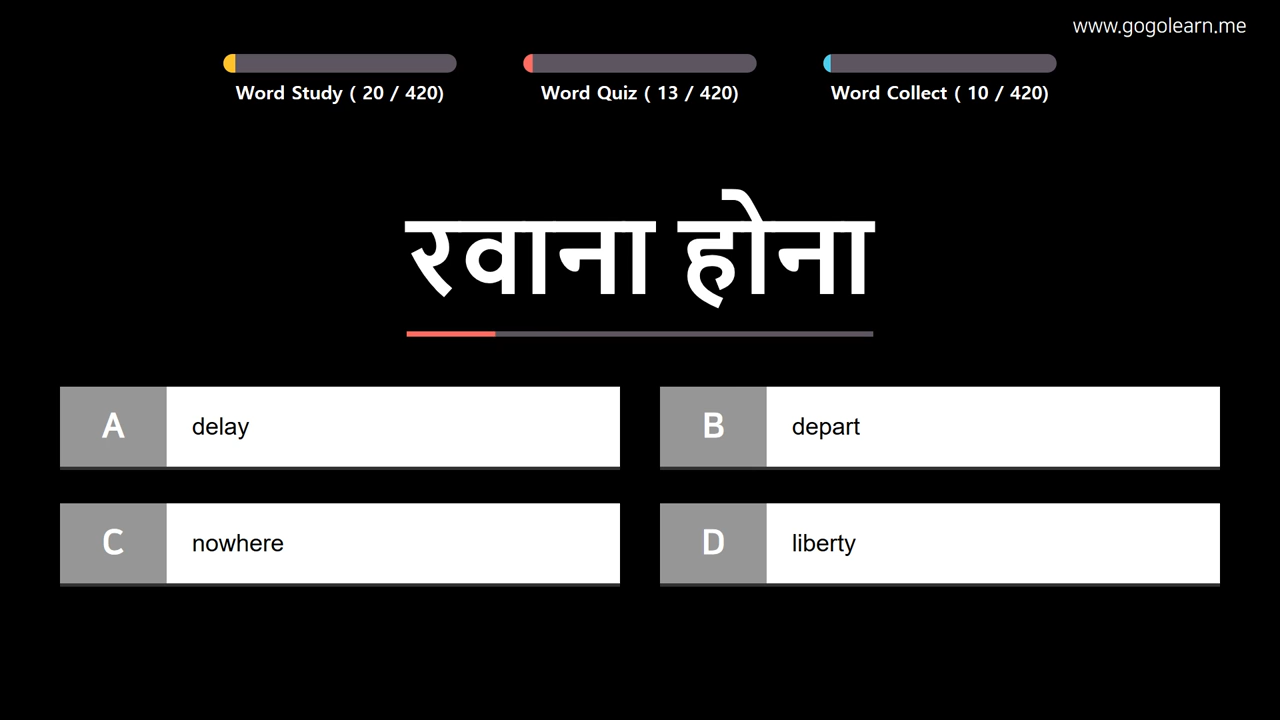 www.gogolearn.me
Word Study ( 20 / 420)
Word Quiz ( 13 / 420)
Word Collect ( 10 / 420)
रवाना होना
A delay
B depart
C nowhere
D liberty